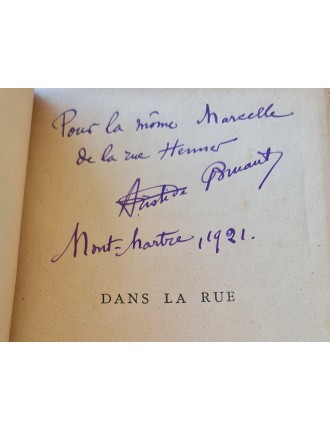 Pour la môme Marcelle
de la rue Henner
Aristide Bruant
Mont-martre, 1921.
DANS LA RUE